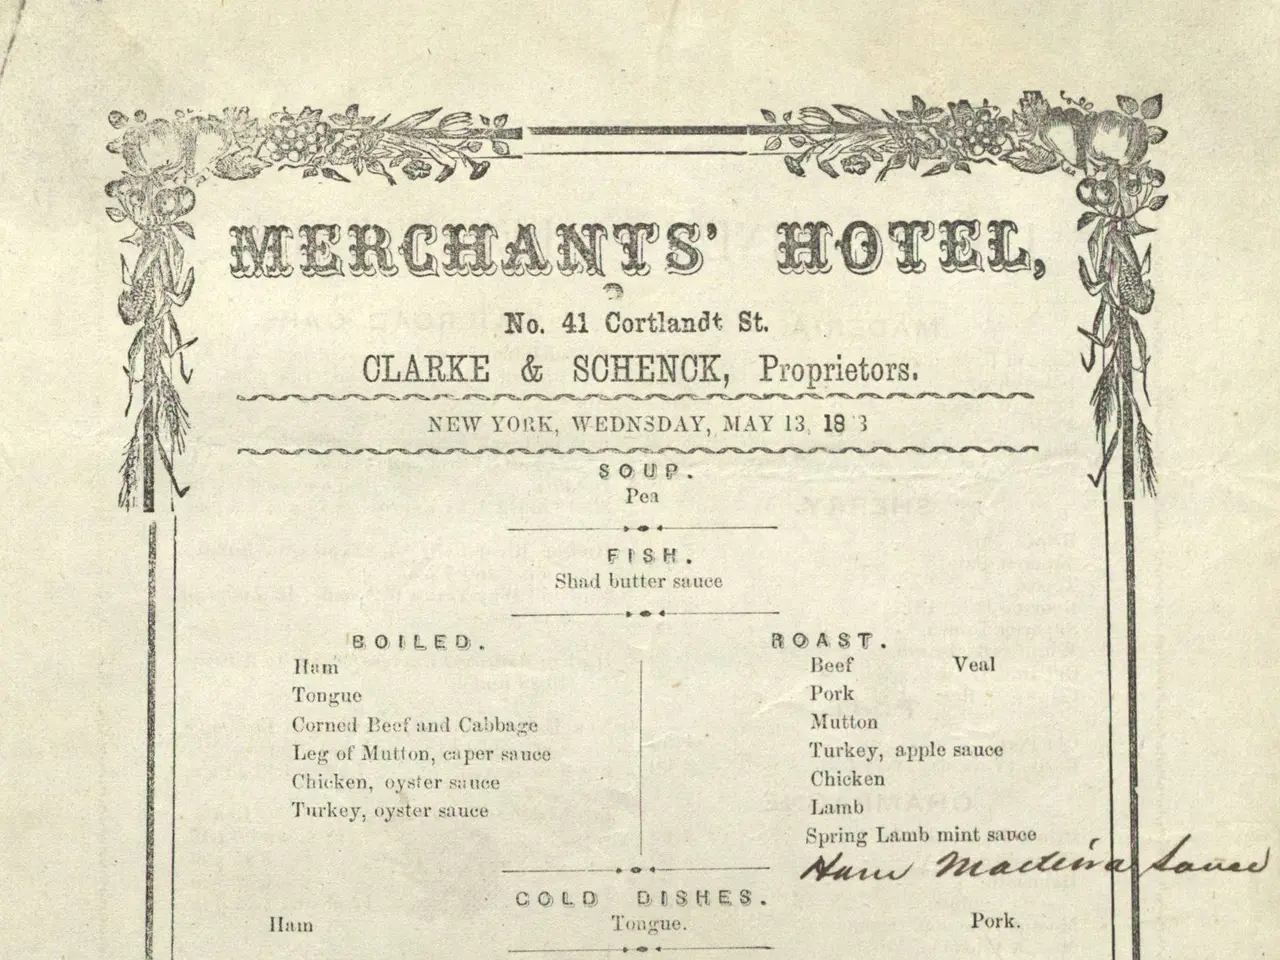 MERCHANTS' HOTEL,
No. 41 Cortlandt St.
CLARKE & SCHENCK, Proprietors.
NEW YORK, WEDNSDAY, MAY 13, 18 3
SOUP.
Pea
FISH.
Shad butter sauce
BOILED.
Ham
Tongue
Corned Beef and Cabbage
Leg of Mutton, caper sauce
Chicken, oyster sauce
Turkey, oyster sauce
ROAST.
Beef Veal
Pork
Mutton
Turkey, apple sauce
Chicken
Lamb
Spring Lamb mint sauce
Ham Madeira Sauce
COLD DISHES.
Ham Tongue. Pork.